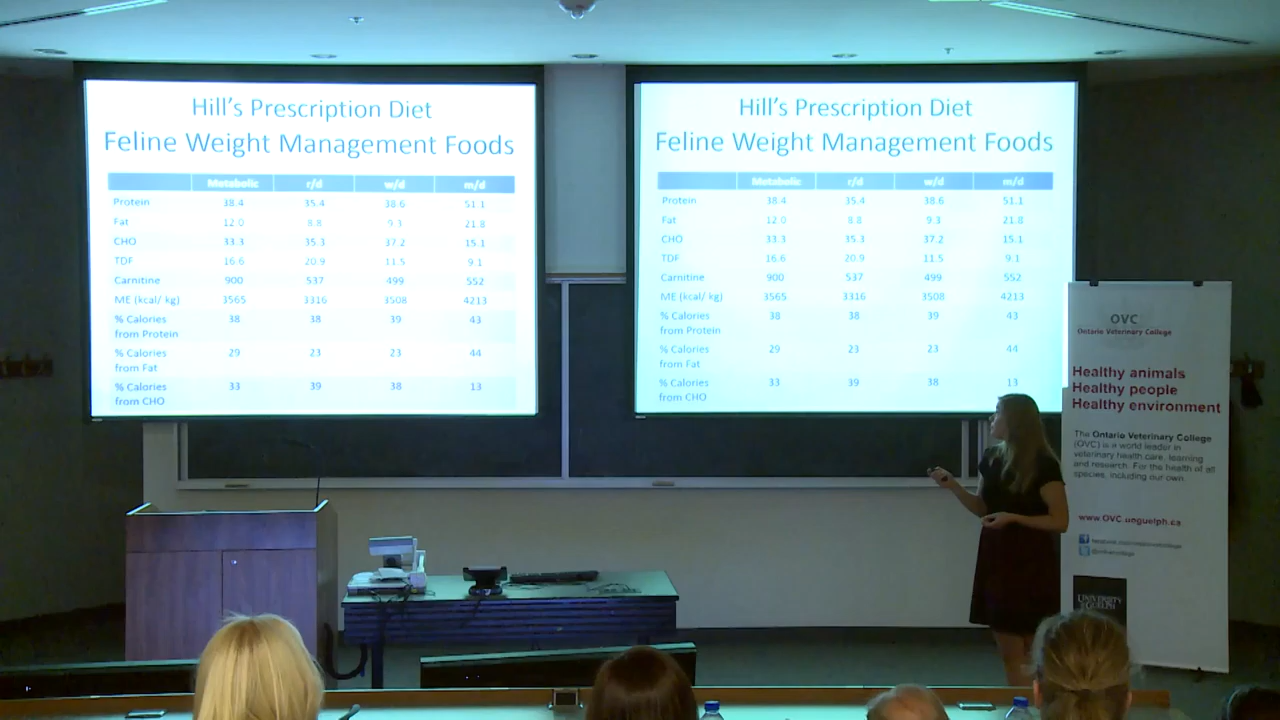 Hill's Prescription Diet
Feline Weight Management Foods
Metabolic r/d w/d m/d
Protein 38.4 35.4 38.6 51.1
Fat 12.0 8.8 9.3 21.8
CHO 33.3 35.3 37.2 15.1
TDF 16.6 20.9 11.5 9.1
Carnitine 900 537 499 552
ME (kcal/ kg) 3565 3316 3508 4213
% Calories from Protein 38 38 39 43
% Calories from Fat 29 23 23 44
% Calories from CHO 33 39 38 13
Hill's Prescription Diet
Feline Weight Management Foods
Metabolic r/d w/d m/d
Protein 38.4 35.4 38.6 51.1
Fat 12.0 8.8 9.3 21.8
CHO 33.3 35.3 37.2 15.1
TDF 16.6 20.9 11.5 9.1
Carnitine 900 537 499 552
ME (kcal/ kg) 3565 3316 3508 4213
% Calories from Protein 38 38 39 43
% Calories from Fat 29 23 23 44
% Calories from CHO 33 39 38 13
OVC
Ontario Veterinary College
Healthy animals
Healthy people
Healthy environment
The Ontario Veterinary College
(OVC) is a world leader in
veterinary health care, learning
and research. For the health of all
species, including our own.
www.OVC.uoguelph.ca
UNIVERSITY
of GUELPH